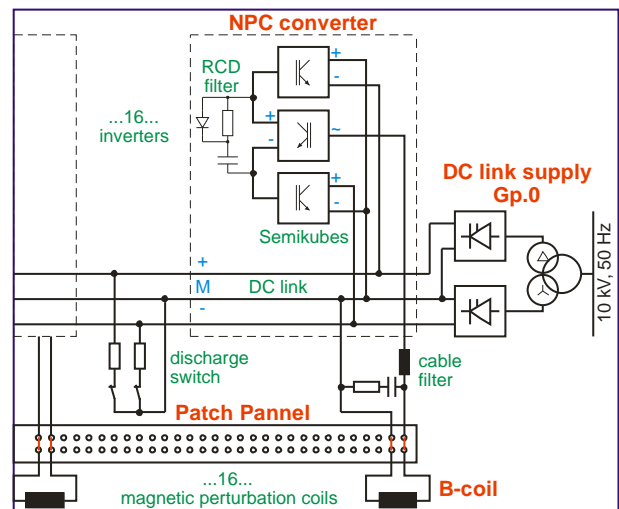 NPC converter
RCD
filter
+
-
...16...
inverters
+
-
~
DC link supply
Gp.0
+
-
Semikubes
10 kV, 50 Hz
+
M
DC link
-
discharge
switch
cable
filter
Patch Pannel
...16...
magnetic perturbation coils
B-coil